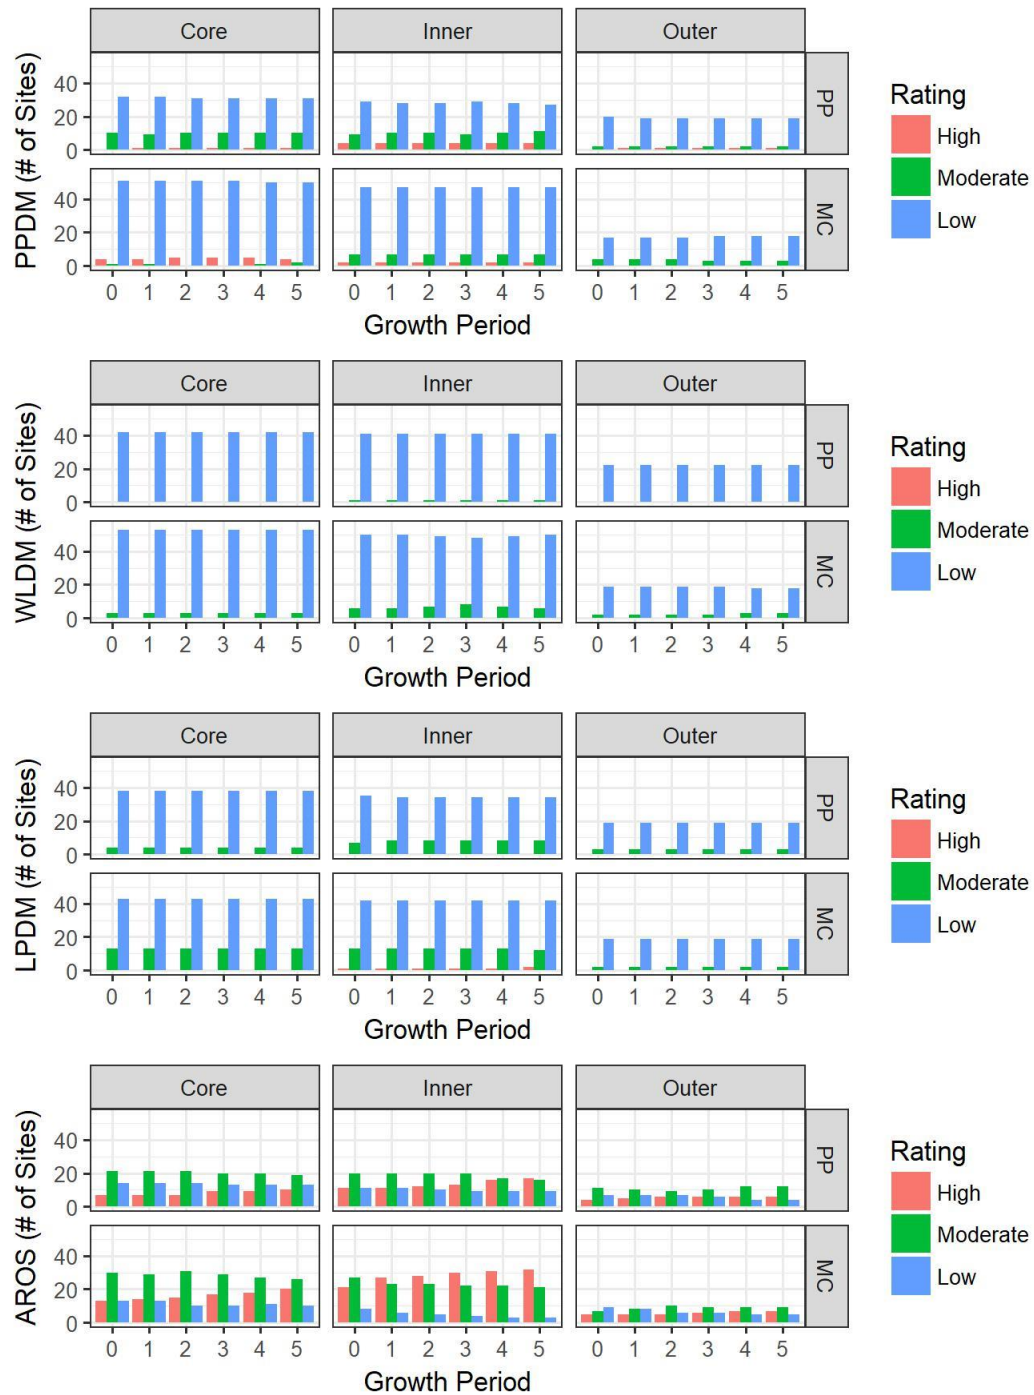 Core Inner Outer
PPDM (# of Sites)
40
20
0
PP
40
20
0
MC
0 1 2 3 4 5 0 1 2 3 4 5 0 1 2 3 4 5
Growth Period
Rating
High
Moderate
Low
Core Inner Outer
WLDM (# of Sites)
40
20
0
PP
40
20
0
MC
0 1 2 3 4 5 0 1 2 3 4 5 0 1 2 3 4 5
Growth Period
Rating
High
Moderate
Low
Core Inner Outer
LPDM (# of Sites)
40
20
0
PP
40
20
0
MC
0 1 2 3 4 5 0 1 2 3 4 5 0 1 2 3 4 5
Growth Period
Rating
High
Moderate
Low
Core Inner Outer
AROS (# of Sites)
40
20
0
PP
40
20
0
MC
0 1 2 3 4 5 0 1 2 3 4 5 0 1 2 3 4 5
Growth Period
Rating
High
Moderate
Low